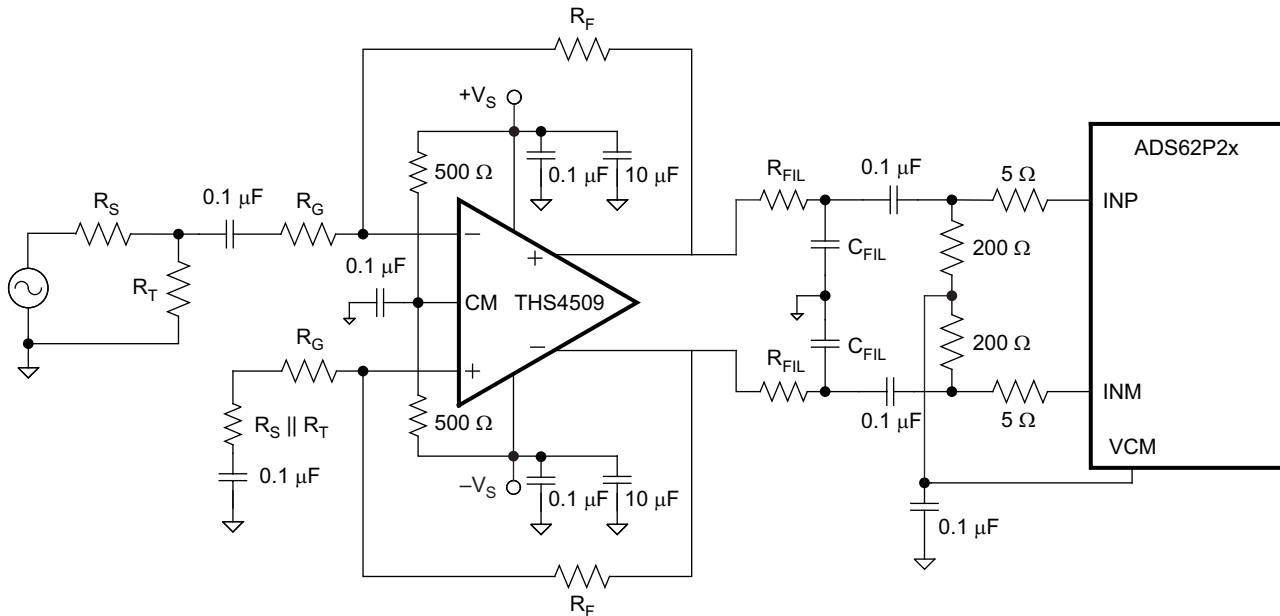 R_F
+V_S
500 Ω
0.1 μF
10 μF
ADS62P2x
R_S
0.1 μF
R_G
R_FIL
0.1 μF
5 Ω
INP
−
+
R_T
C_FIL
200 Ω
0.1 μF
CM
THS4509
R_G
−
+
C_FIL
200 Ω
R_FIL
R_S || R_T
500 Ω
0.1 μF
5 Ω
INM
0.1 μF
VCM
−V_S
0.1 μF
10 μF
0.1 μF
R_F